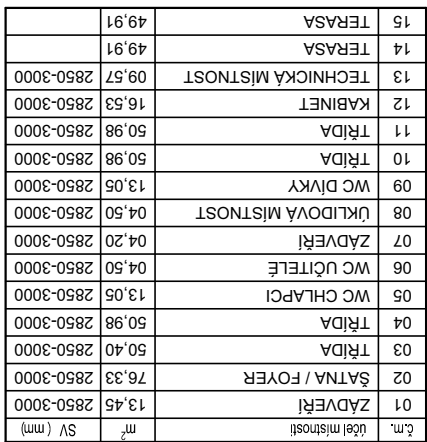 č.m. účel místnosti m² SV ( mm)
01 ZÁDVEŘÍ 13,45 2850-3000
02 ŠATNA / FOYER 76,33 2850-3000
03 TŘÍDA 50,40 2850-3000
04 TŘÍDA 50,98 2850-3000
05 WC CHLAPCI 13,05 2850-3000
06 WC UČITELÉ 04,50 2850-3000
07 ZÁDVEŘÍ 04,20 2850-3000
08 ÚKLIDOVÁ MÍSTNOST 04,50 2850-3000
09 WC DÍVKY 13,05 2850-3000
10 TŘÍDA 50,98 2850-3000
11 TŘÍDA 50,98 2850-3000
12 KABINET 16,53 2850-3000
13 TECHNICKÁ MÍSTNOST 09,57 2850-3000
14 TERASA 49,91
15 TERASA 49,91